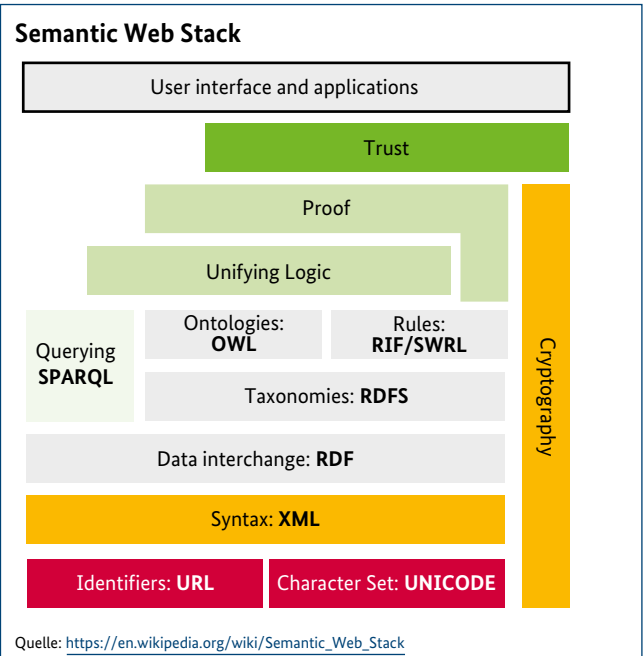 Semantic Web Stack
User interface and applications
Trust
Proof
Unifying Logic
Querying
SPARQL
Ontologies:
OWL
Rules:
RIF/SWRL
Taxonomies: RDFS
Data interchange: RDF
Syntax: XML
Identifiers: URL
Character Set: UNICODE
Cryptography
Quelle: https://en.wikipedia.org/wiki/Semantic_Web_Stack